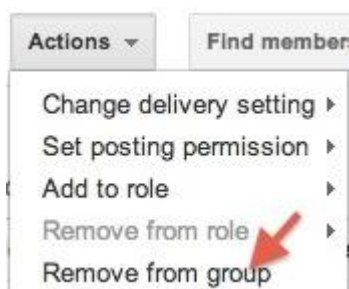 Actions
Find member
Change delivery setting
Set posting permission
Add to role
Remove from role
Remove from group